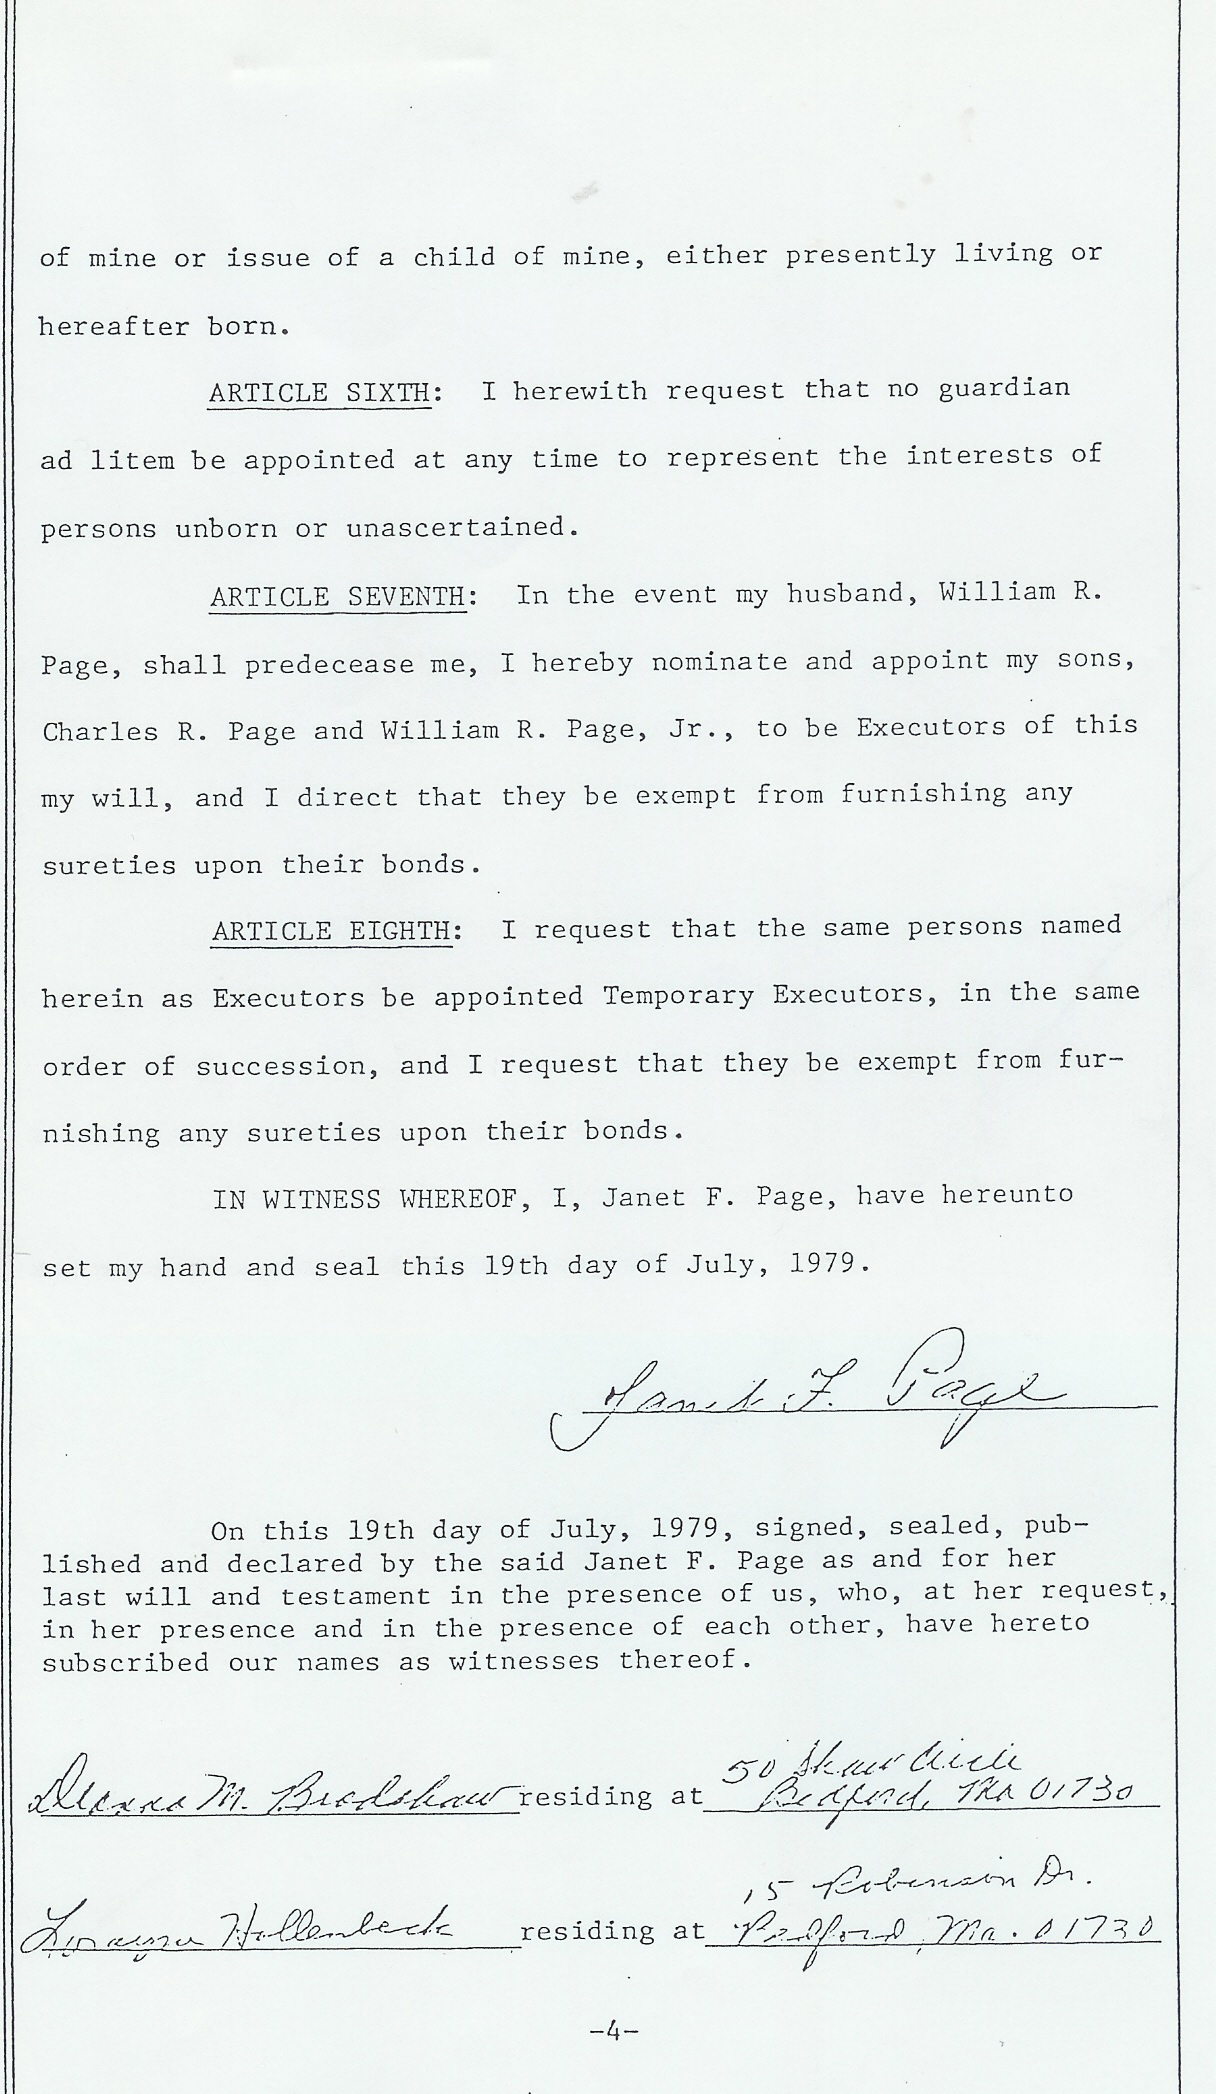 of mine or issue of a child of mine, either presently living or
hereafter born.
ARTICLE SIXTH: I herewith request that no guardian
ad litem be appointed at any time to represent the interests of
persons unborn or unascertained.
ARTICLE SEVENTH: In the event my husband, William R.
Page, shall predecease me, I hereby nominate and appoint my sons,
Charles R. Page and William R. Page, Jr., to be Executors of this
my will, and I direct that they be exempt from furnishing any
sureties upon their bonds.
ARTICLE EIGHTH: I request that the same persons named
herein as Executors be appointed Temporary Executors, in the same
order of succession, and I request that they be exempt from fur-
nishing any sureties upon their bonds.
IN WITNESS WHEREOF, I, Janet F. Page, have hereunto
set my hand and seal this 19th day of July, 1979.
Janet F. Page
On this 19th day of July, 1979, signed, sealed, pub-
lished and declared by the said Janet F. Page as and for her
last will and testament in the presence of us, who, at her request,
in her presence and in the presence of each other, have hereto
subscribed our names as witnesses thereof.
50 Shaw
M. Bradshaw residing at Bedford, Ma 01730
15 Robinson Dr.
Hollenbeck residing at Bedford, Ma. 01730
-4-